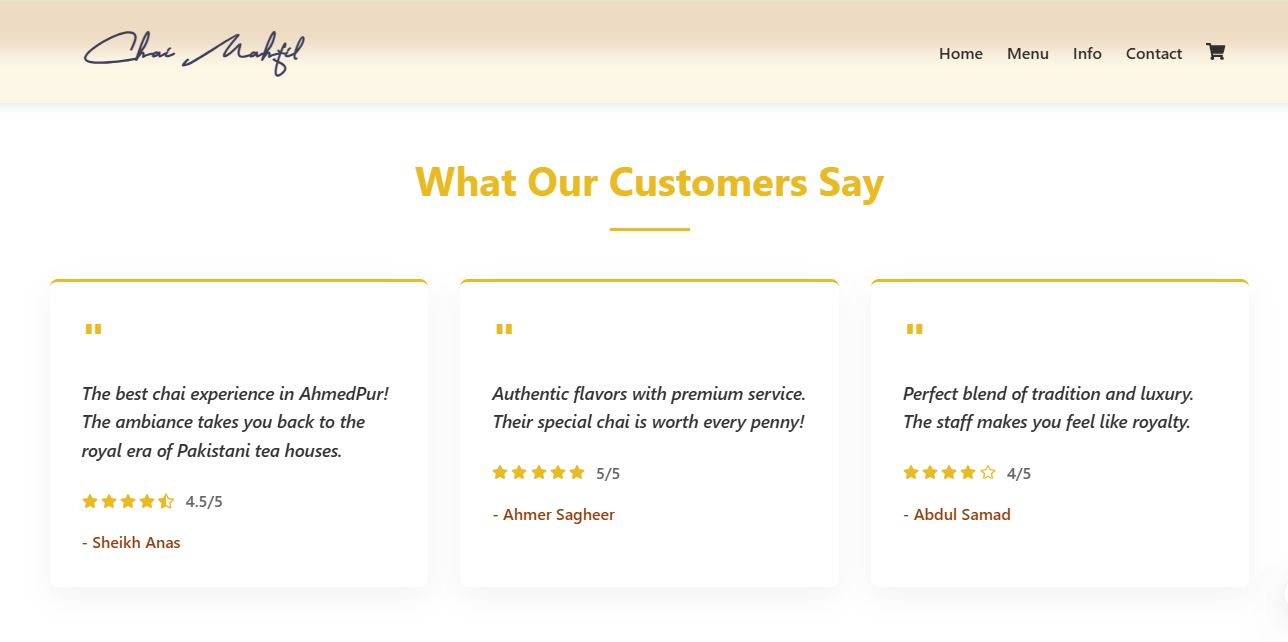 Chai Mahfil
Home Menu Info Contact
What Our Customers Say
"
The best chai experience in AhmedPur!
The ambiance takes you back to the
royal era of Pakistani tea houses.
4.5/5
- Sheikh Anas
"
Authentic flavors with premium service.
Their special chai is worth every penny!
5/5
- Ahmer Sagheer
"
Perfect blend of tradition and luxury.
The staff makes you feel like royalty.
4/5
- Abdul Samad